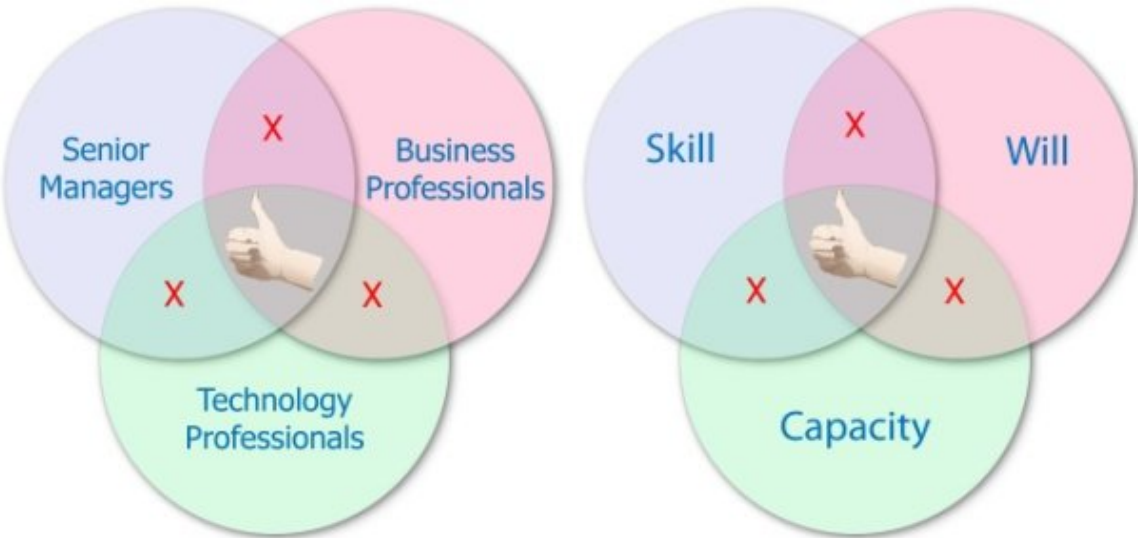 X
Senior
Managers
Business
Professionals
X
X
Technology
Professionals
X
Skill
Will
X
X
Capacity